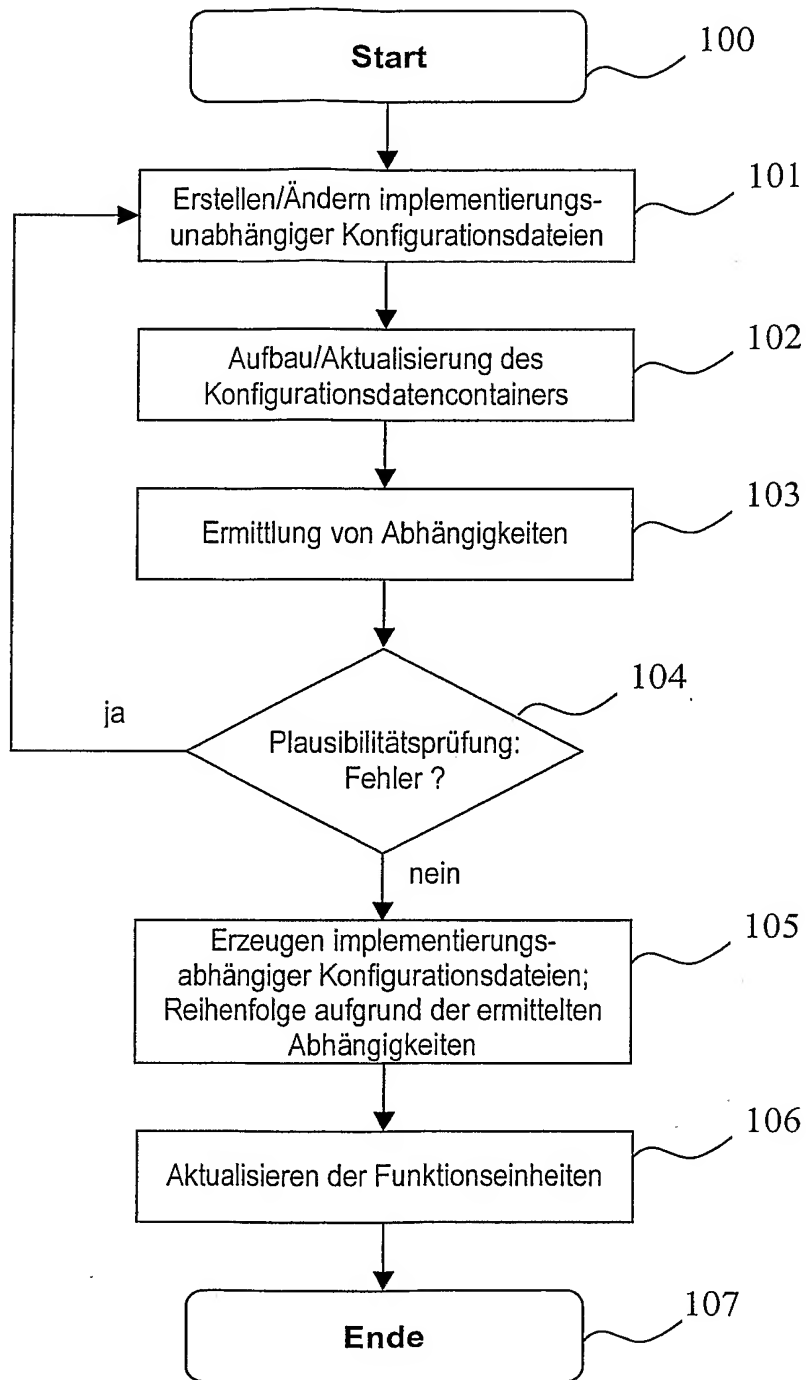 Start
100
Erstellen/Ändern implementierungs-
unabhängiger Konfigurationsdateien
101
Aufbau/Aktualisierung des
Konfigurationsdatencontainers
102
Ermittlung von Abhängigkeiten
103
Plausibilitätsprüfung:
Fehler ?
104
ja
nein
Erzeugen implementierungs-
abhängiger Konfigurationsdateien;
Reihenfolge aufgrund der ermittelten
Abhängigkeiten
105
Aktualisieren der Funktionseinheiten
106
Ende
107